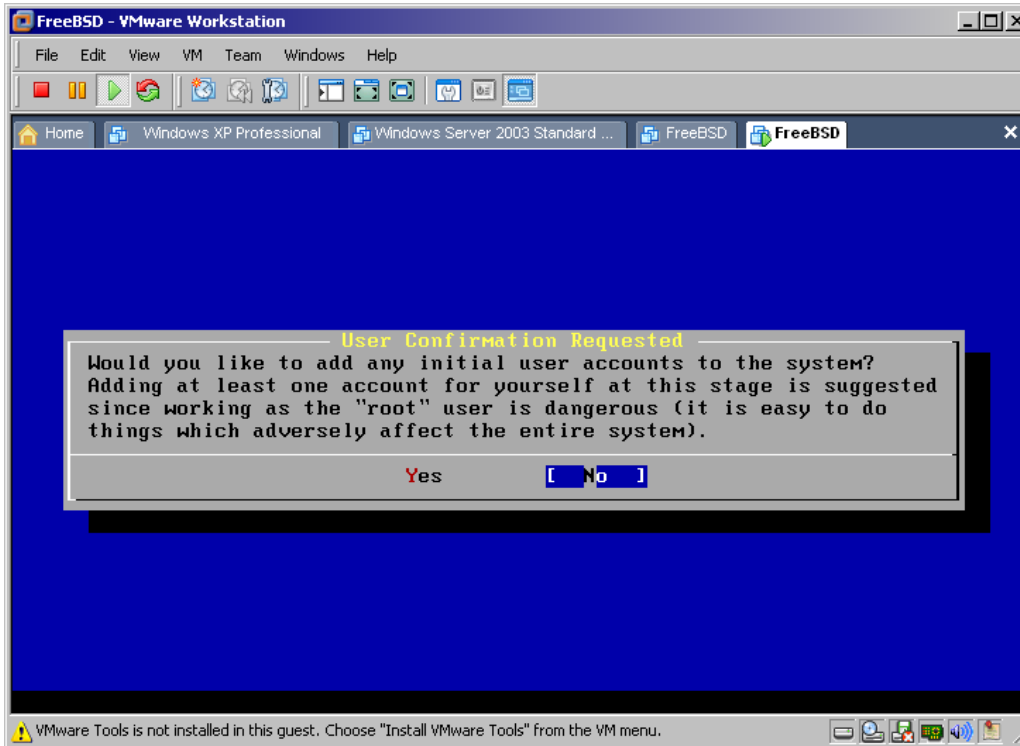 FreeBSD - VMware Workstation
File Edit View VM Team Windows Help
Home Windows XP Professional Windows Server 2003 Standard ... FreeBSD FreeBSD
User Confirmation Requested
Would you like to add any initial user accounts to the system?
Adding at least one account for yourself at this stage is suggested
since working as the "root" user is dangerous (it is easy to do
things which adversely affect the entire system).
Yes [ No ]
VMware Tools is not installed in this guest. Choose "Install VMware Tools" from the VM menu.